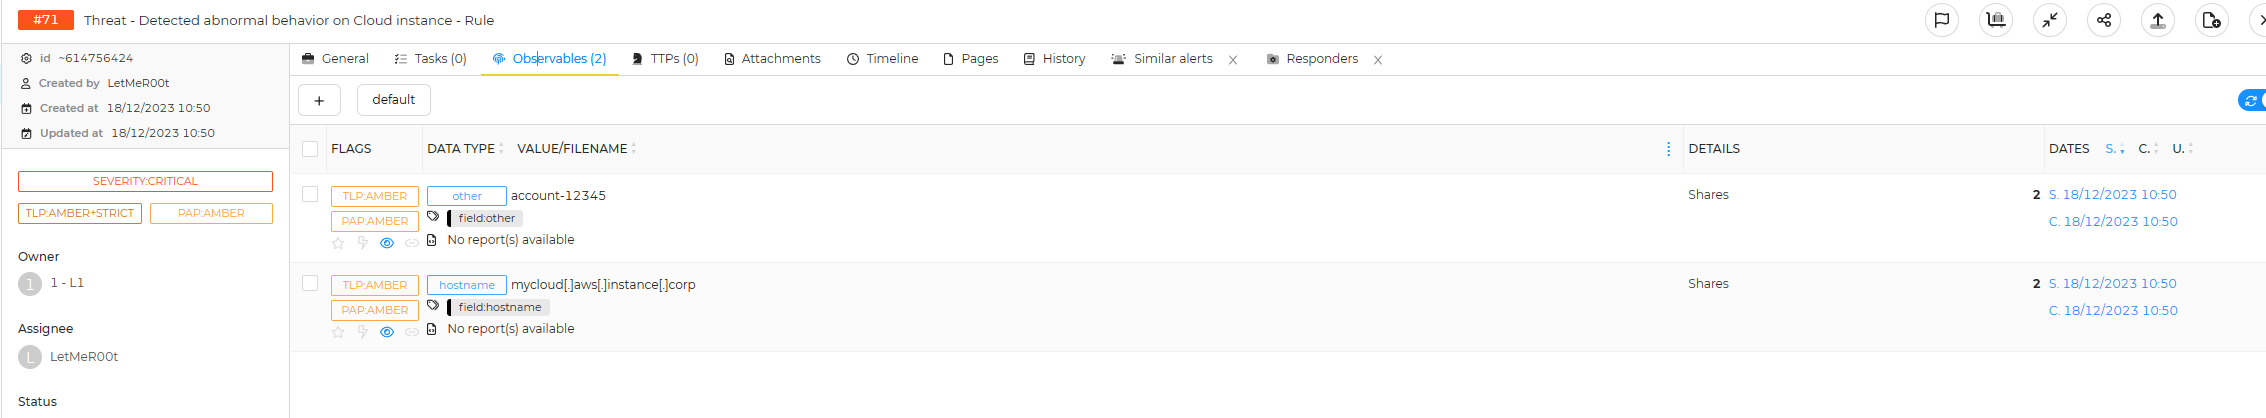 #71 Threat - Detected abnormal behavior on Cloud instance - Rule
id ~614756424
Created by LetMeR00t
Created at 18/12/2023 10:50
Updated at 18/12/2023 10:50
SEVERITY:CRITICAL
TLP:AMBER+STRICT PAP:AMBER
Owner
1 1 - L1
Assignee
L LetMeR00t
Status
General Tasks (0) Observables (2) TTPs (0) Attachments Timeline Pages History Similar alerts X Responders X
+ default
FLAGS DATA TYPE VALUE/FILENAME DETAILS DATES S. C. U.
TLP:AMBER other account-12345 Shares 2 S. 18/12/2023 10:50
PAP:AMBER field:other C. 18/12/2023 10:50
No report(s) available
TLP:AMBER hostname mycloud[.]aws[.]instance[.]corp Shares 2 S. 18/12/2023 10:50
PAP:AMBER field:hostname C. 18/12/2023 10:50
No report(s) available